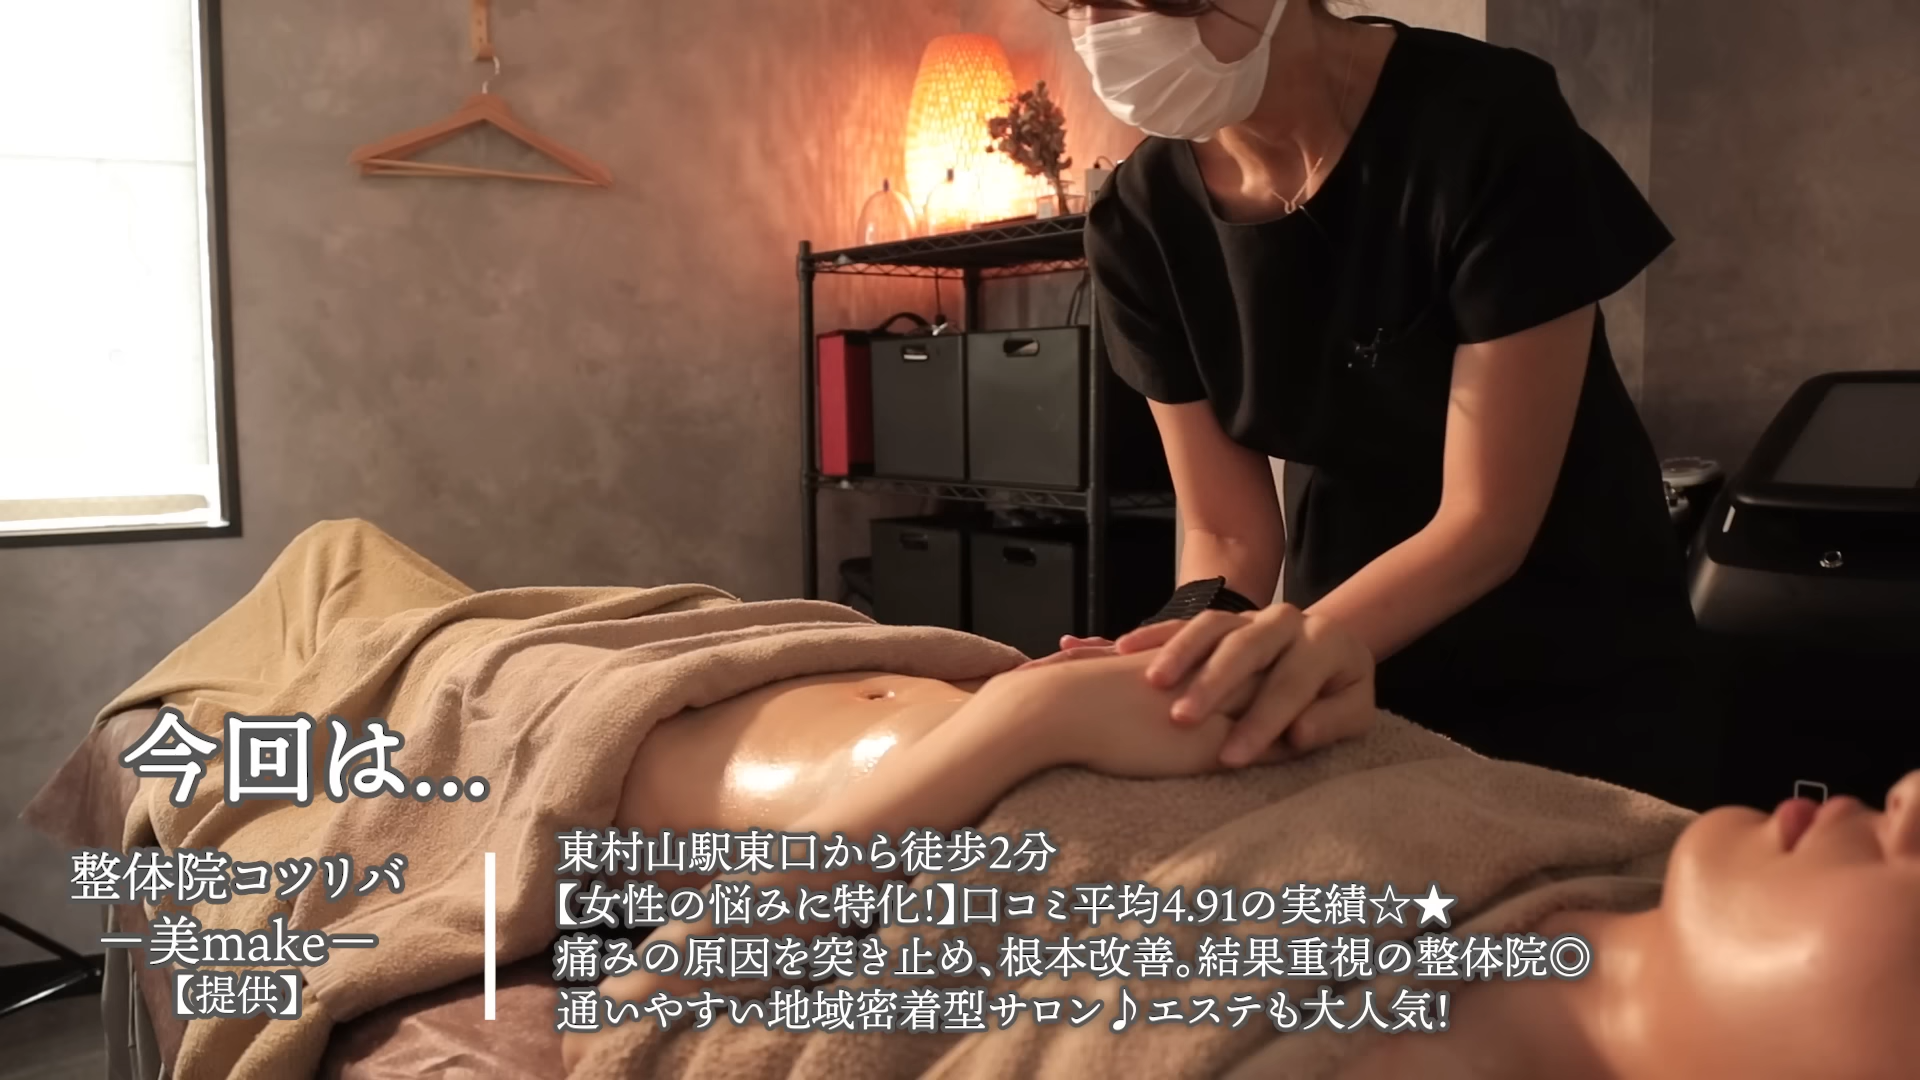 今回は…
整体院コツリバ
－美make－
【提供】
東村山駅東口から徒歩2分
【女性の悩みに特化！】口コミ平均4.91の実績☆★
痛みの原因を突き止め、根本改善。結果重視の整体院◎
通いやすい地域密着型サロン♪エステも大人気！